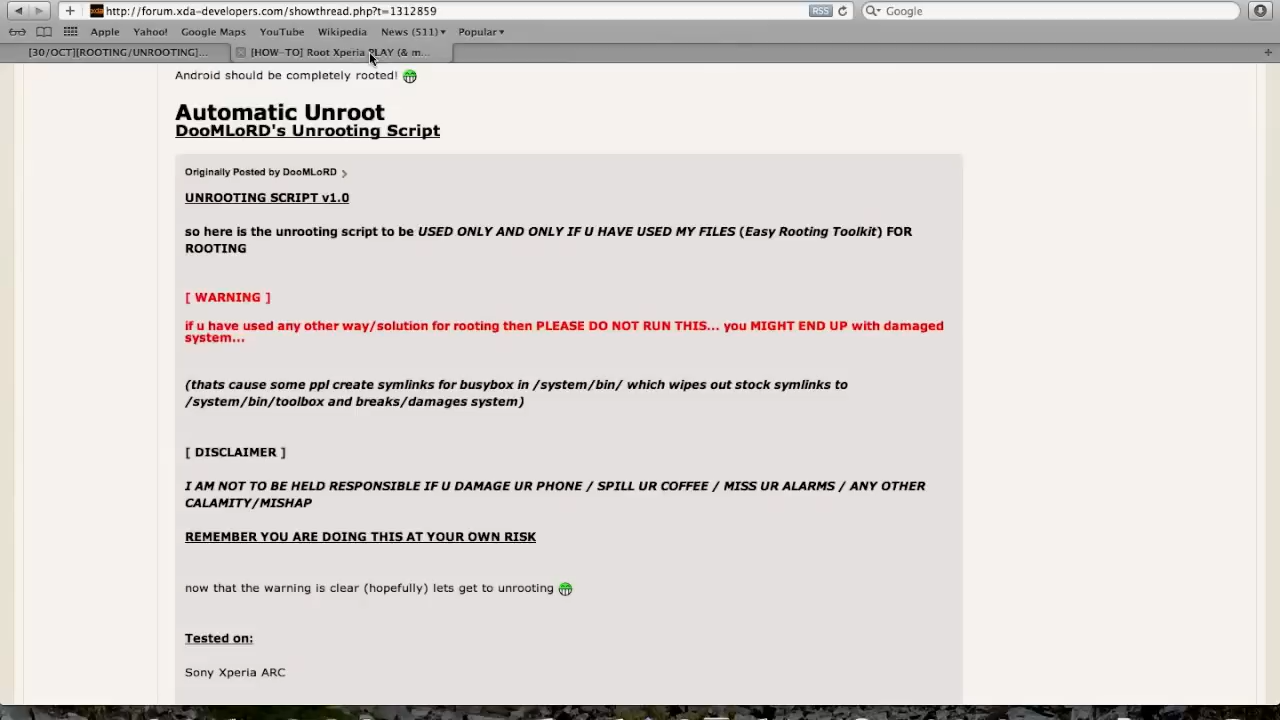 http://forum.xda-developers.com/showthread.php?t=1312859
RSS
Google
Apple Yahoo! Google Maps YouTube Wikipedia News (511) Popular
[30/OCT][ROOTING/UNROOTING]...
[HOW-TO] Root Xperia PLAY (& m...
Android should be completely rooted!
Automatic Unroot
DooMLoRD's Unrooting Script
Originally Posted by DooMLoRD
UNROOTING SCRIPT v1.0
so here is the unrooting script to be USED ONLY AND ONLY IF U HAVE USED MY FILES (Easy Rooting Toolkit) FOR
ROOTING
[ WARNING ]
if u have used any other way/solution for rooting then PLEASE DO NOT RUN THIS... you MIGHT END UP with damaged
system...
(thats cause some ppl create symlinks for busybox in /system/bin/ which wipes out stock symlinks to
/system/bin/toolbox and breaks/damages system)
[ DISCLAIMER ]
I AM NOT TO BE HELD RESPONSIBLE IF U DAMAGE UR PHONE / SPILL UR COFFEE / MISS UR ALARMS / ANY OTHER
CALAMITY/MISHAP
REMEMBER YOU ARE DOING THIS AT YOUR OWN RISK
now that the warning is clear (hopefully) lets get to unrooting
Tested on:
Sony Xperia ARC